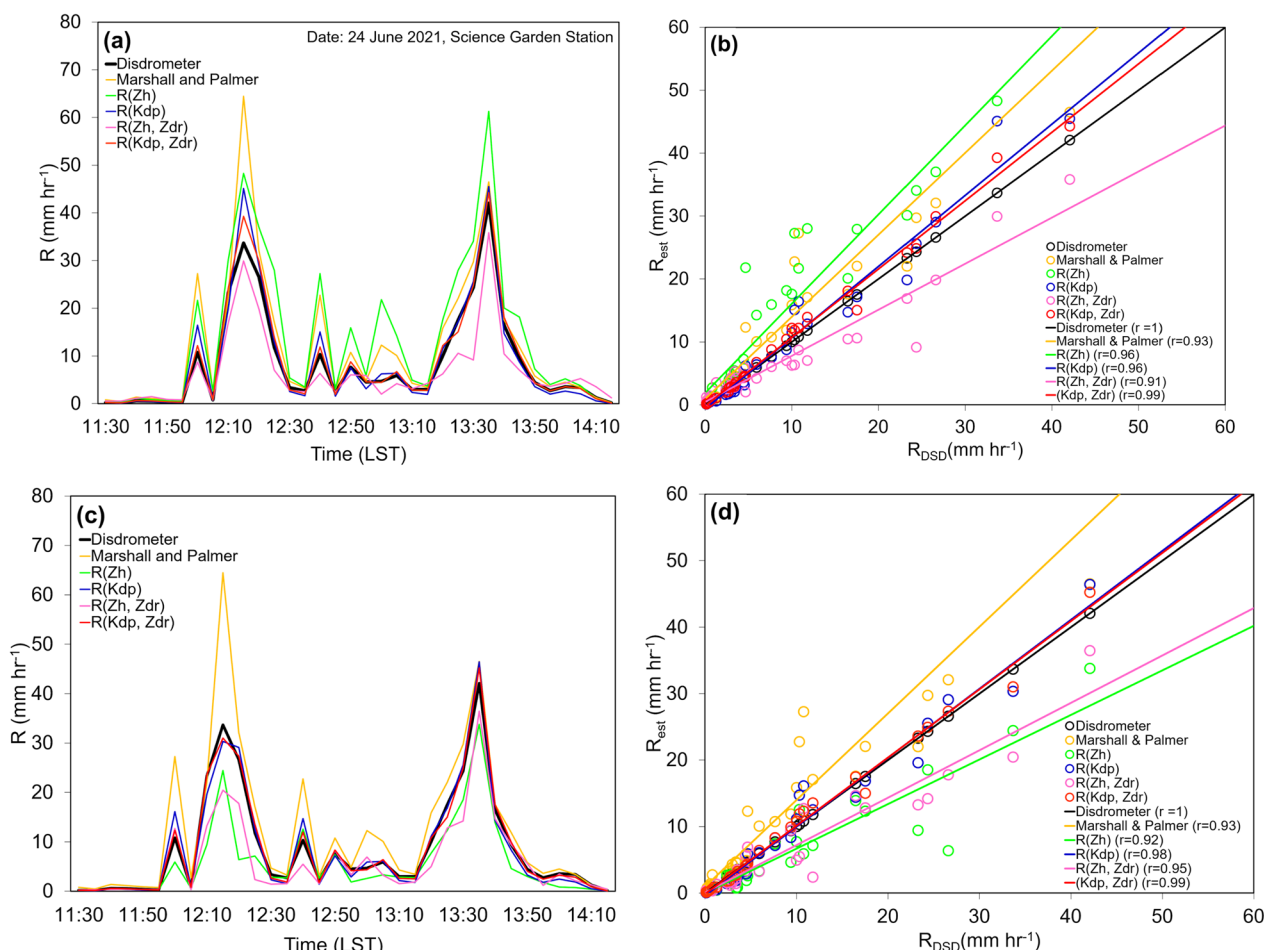 (a)
Date: 24 June 2021, Science Garden Station
Disdrometer
Marshall and Palmer
R(Zh)
R(Kdp)
R(Zh, Zdr)
R(Kdp, Zdr)
80
70
60
50
40
30
20
10
0
R (mm hr⁻¹)
11:30 11:50 12:10 12:30 12:50 13:10 13:30 13:50 14:10
Time (LST)
(b)
60
50
40
30
20
10
0
R_est (mm hr⁻¹)
Disdrometer
Marshall & Palmer
R(Zh)
R(Kdp)
R(Zh, Zdr)
R(Kdp, Zdr)
Disdrometer (r =1)
Marshall & Palmer (r=0.93)
R(Zh) (r=0.96)
R(Kdp) (r=0.96)
R(Zh, Zdr) (r=0.91)
(Kdp, Zdr) (r=0.99)
0 10 20 30 40 50 60
R_DSD(mm hr⁻¹)
(c)
Disdrometer
Marshall and Palmer
R(Zh)
R(Kdp)
R(Zh, Zdr)
R(Kdp, Zdr)
80
70
60
50
40
30
20
10
0
R (mm hr⁻¹)
11:30 11:50 12:10 12:30 12:50 13:10 13:30 13:50 14:10
Time (LST)
(d)
60
50
40
30
20
10
0
R_est (mm hr⁻¹)
Disdrometer
Marshall & Palmer
R(Zh)
R(Kdp)
R(Zh, Zdr)
R(Kdp, Zdr)
Disdrometer (r =1)
Marshall & Palmer (r=0.93)
R(Zh) (r=0.92)
R(Kdp) (r=0.98)
R(Zh, Zdr) (r=0.95)
(Kdp, Zdr) (r=0.99)
0 10 20 30 40 50 60
R_DSD(mm hr⁻¹)